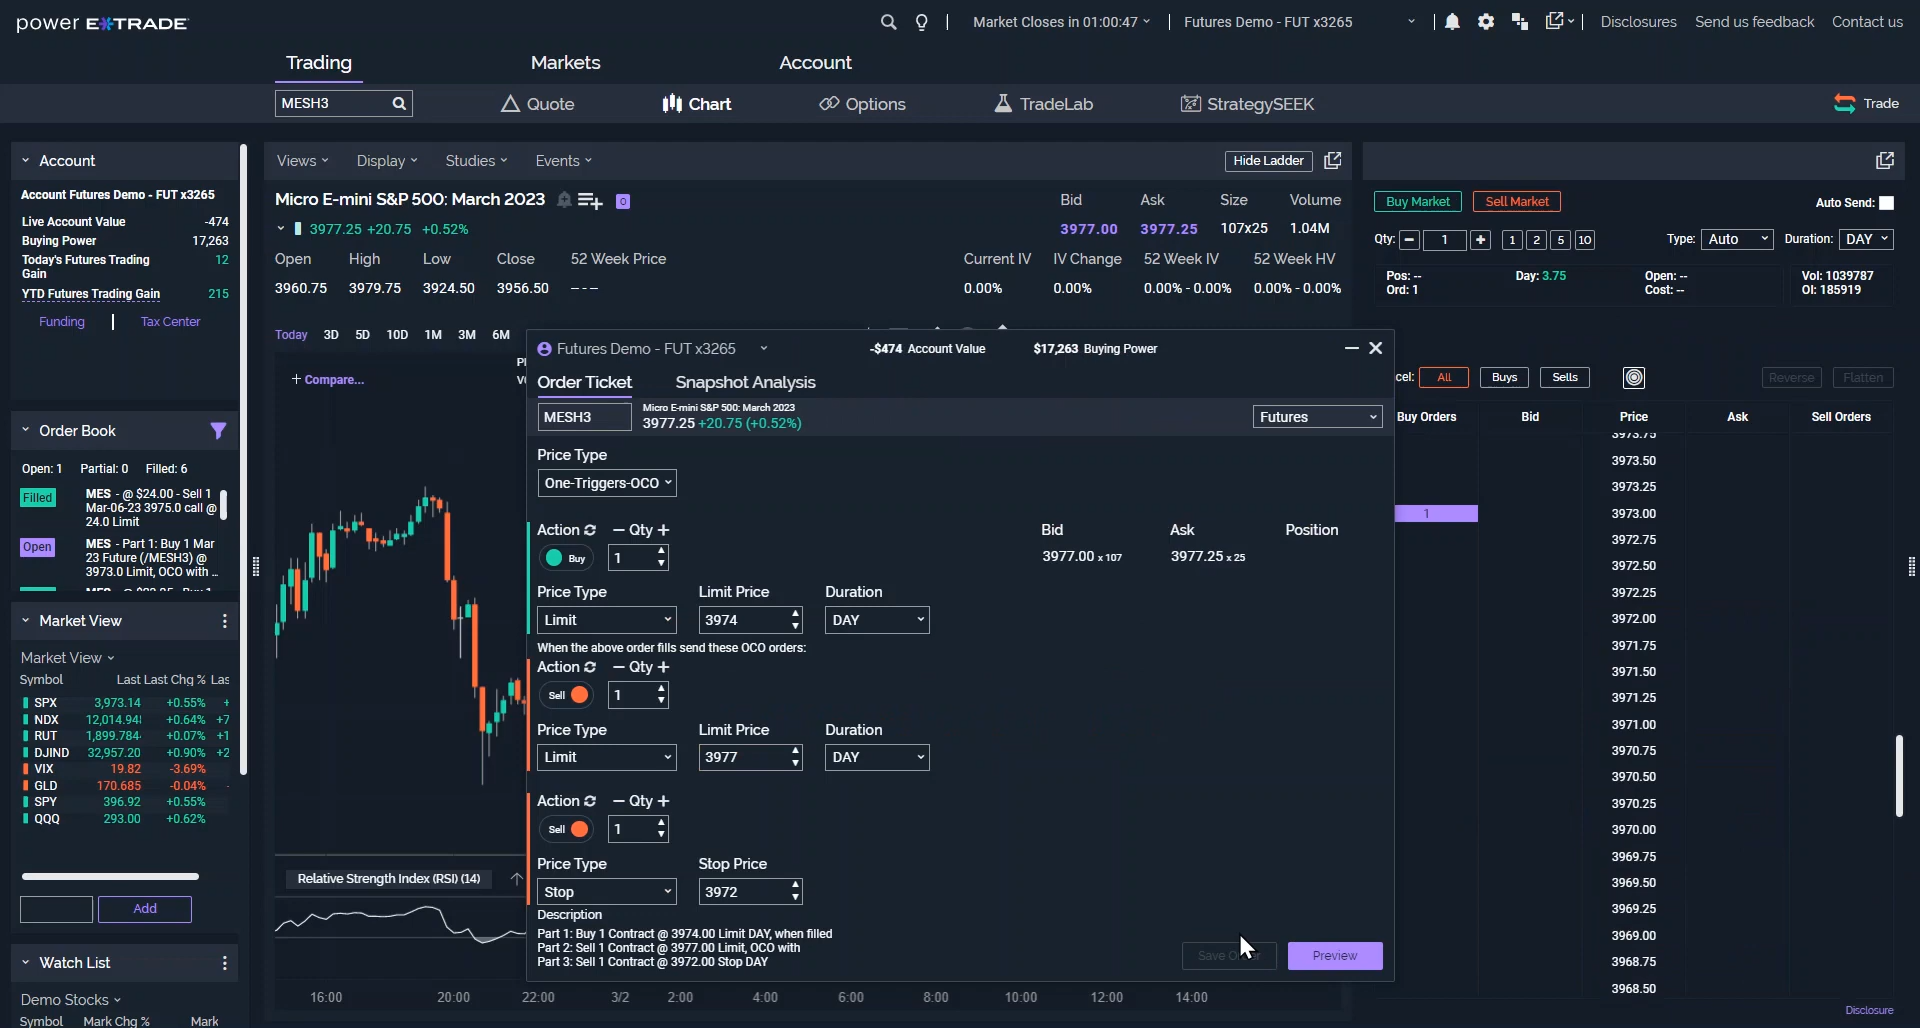 power E*TRADE
Market Closes in 01:00:47
Futures Demo - FUT x3265
Disclosures
Send us feedback
Contact us
Trading
Markets
Account
MESH3
Quote
Chart
Options
TradeLab
StrategySEEK
Trade
Account
Account Futures Demo - FUT x3265
Live Account Value -474
Buying Power 17,263
Today's Futures Trading 12
Gain
YTD Futures Trading Gain 215
Funding
Tax Center
Order Book
Open: 1 Partial: 0 Filled: 6
Filled
MES - @ $24.00 - Sell 1
Mar-06-23 3975.0 call @
24.0 Limit
Open
MES - Part 1: Buy 1 Mar
23 Future (/MESH3) @
3973.0 Limit, OCO with ...
Market View
Market View
Symbol Last Last Chg % Las
SPX 3,973.14 +0.55% +
NDX 12,014.94 +0.64% +7
RUT 1,899.784 +0.07% +1
DJIND 32,957.20 +0.90% +2
VIX 19.82 -3.69%
GLD 170.685 -0.04% -
SPY 396.92 +0.55%
QQQ 293.00 +0.62%
Add
Watch List
Demo Stocks
Symbol Mark Chg % Mark
Views
Display
Studies
Events
Hide Ladder
Micro E-mini S&P 500: March 2023
Bid Ask Size Volume
3977.25 +20.75 +0.52%
3977.00 3977.25 107x25 1.04M
Open High Low Close 52 Week Price
Current IV IV Change 52 Week IV 52 Week HV
3960.75 3979.75 3924.50 3956.50 ---
0.00% 0.00% 0.00% - 0.00% 0.00% - 0.00%
Today 3D 5D 10D 1M 3M 6M
+ Compare...
Relative Strength Index (RSI) (14)
16:00 20:00 22:00 3/2 2:00 4:00 6:00 8:00 10:00 12:00 14:00
Futures Demo - FUT x3265
-$474 Account Value
$17,263 Buying Power
Order Ticket
Snapshot Analysis
MESH3
Micro E-mini S&P 500: March 2023
3977.25 +20.75 (+0.52%)
Futures
Price Type
One-Triggers-OCO
Action
Qty
Bid Ask Position
Buy
1
3977.00 x 107 3977.25 x 25
Price Type Limit Price Duration
Limit 3974 DAY
When the above order fills send these OCO orders:
Action
Qty
Sell
1
Price Type Limit Price Duration
Limit 3977 DAY
Action
Qty
Sell
1
Price Type Stop Price
Stop 3972
Description
Part 1: Buy 1 Contract @ 3974.00 Limit DAY, when filled
Part 2: Sell 1 Contract @ 3977.00 Limit, OCO with
Part 3: Sell 1 Contract @ 3972.00 Stop DAY
Preview
Buy Market
Sell Market
Auto Send:
Qty: 1
1 2 5 10
Type: Auto
Duration: DAY
Pos: -- Day: 3.75 Open: -- Vol: 1039787
Ord: 1 Cost: -- OI: 185919
cel: All Buys Sells
Reverse
Flatten
Buy Orders Bid Price Ask Sell Orders
3973.75
3973.50
3973.25
1 3973.00
3972.75
3972.50
3972.25
3972.00
3971.75
3971.50
3971.25
3971.00
3970.75
3970.50
3970.25
3970.00
3969.75
3969.50
3969.25
3969.00
3968.75
3968.50
Disclosure